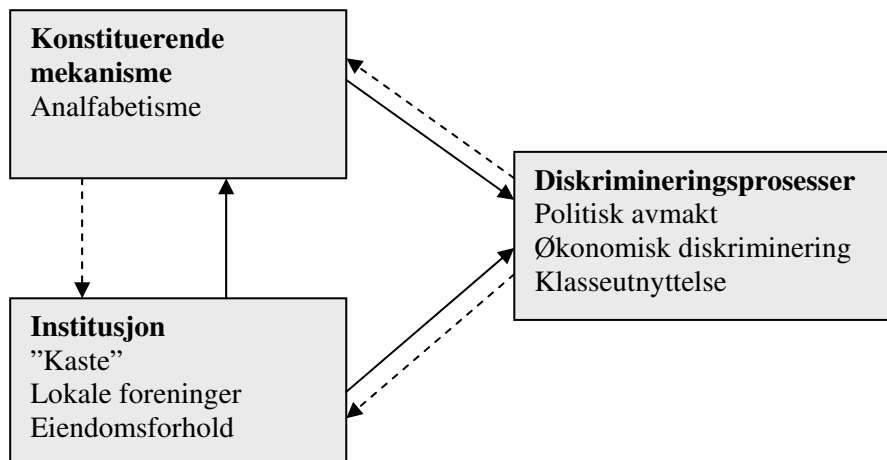 Konstituerende
mekanisme
Analfabetisme
Diskrimineringsprosesser
Politisk avmakt
Økonomisk diskriminering
Klasseutnyttelse
Institusjon
”Kaste”
Lokale foreninger
Eiendomsforhold